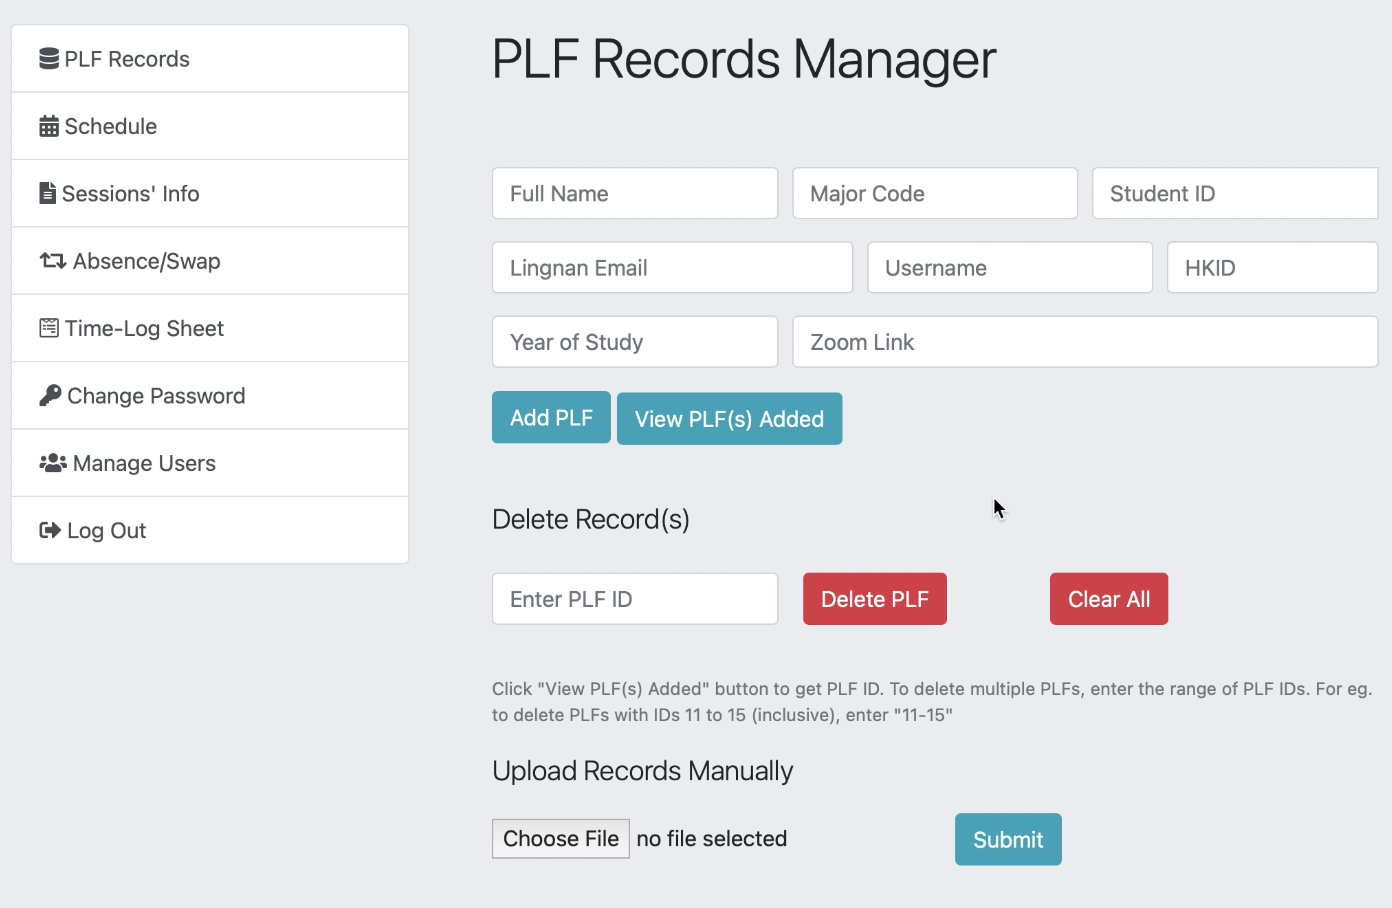 PLF Records
Schedule
Sessions' Info
Absence/Swap
Time-Log Sheet
Change Password
Manage Users
Log Out
PLF Records Manager
Full Name
Major Code
Student ID
Lingnan Email
Username
HKID
Year of Study
Zoom Link
Add PLF
View PLF(s) Added
Delete Record(s)
Enter PLF ID
Delete PLF
Clear All
Click "View PLF(s) Added" button to get PLF ID. To delete multiple PLFs, enter the range of PLF IDs. For eg.
to delete PLFs with IDs 11 to 15 (inclusive), enter "11-15"
Upload Records Manually
Choose File no file selected
Submit